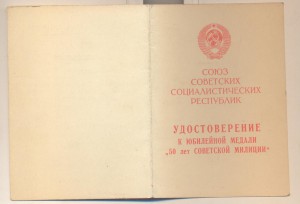 СОЮЗ
СОВЕТСКИХ
СОЦИАЛИСТИЧЕСКИХ
РЕСПУБЛИК
УДОСТОВЕРЕНИЕ
К ЮБИЛЕЙНОЙ МЕДАЛИ
„50 лет СОВЕТСКОЙ МИЛИЦИИ“